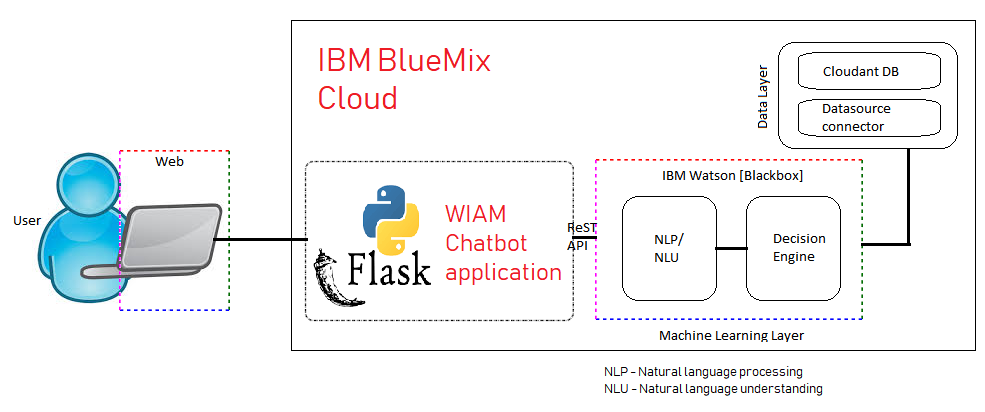 IBM BlueMix
Cloud
Data Layer
Cloudant DB
Datasource
connector
Web
User
Flask
WIAM
Chatbot
application
ReST
API
IBM Watson [Blackbox]
NLP/
NLU
Decision
Engine
Machine Learning Layer
NLP - Natural language processing
NLU - Natural language understanding